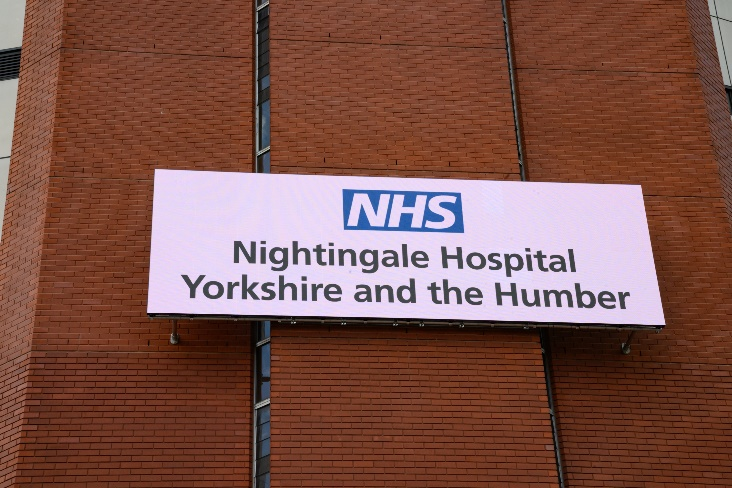 NHS
Nightingale Hospital
Yorkshire and the Humber